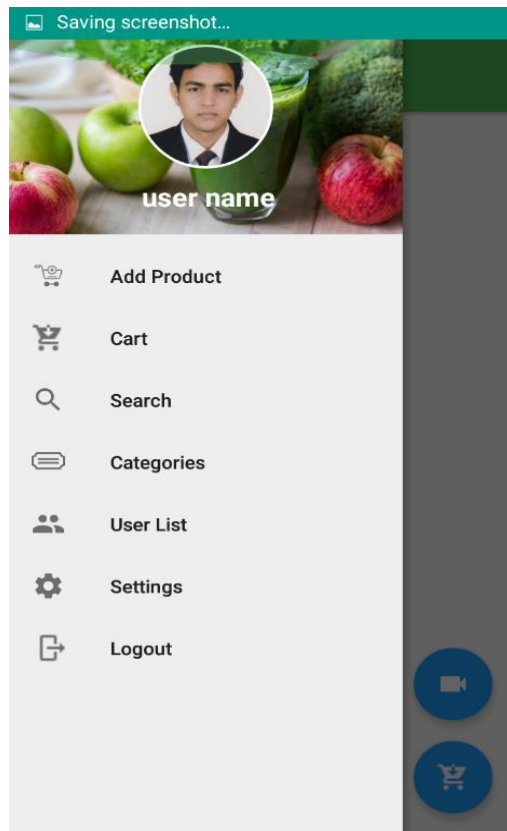 Saving screenshot...
user name
Add Product
Cart
Search
Categories
User List
Settings
Logout